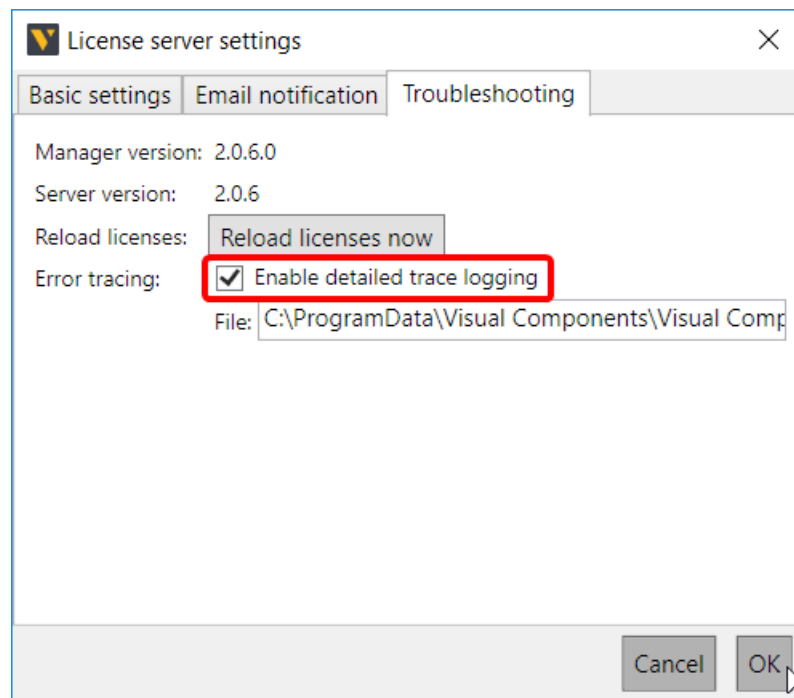 License server settings
Basic settings Email notification Troubleshooting
Manager version: 2.0.6.0
Server version: 2.0.6
Reload licenses: Reload licenses now
Error tracing: Enable detailed trace logging
File: C:\ProgramData\Visual Components\Visual Comp
Cancel OK